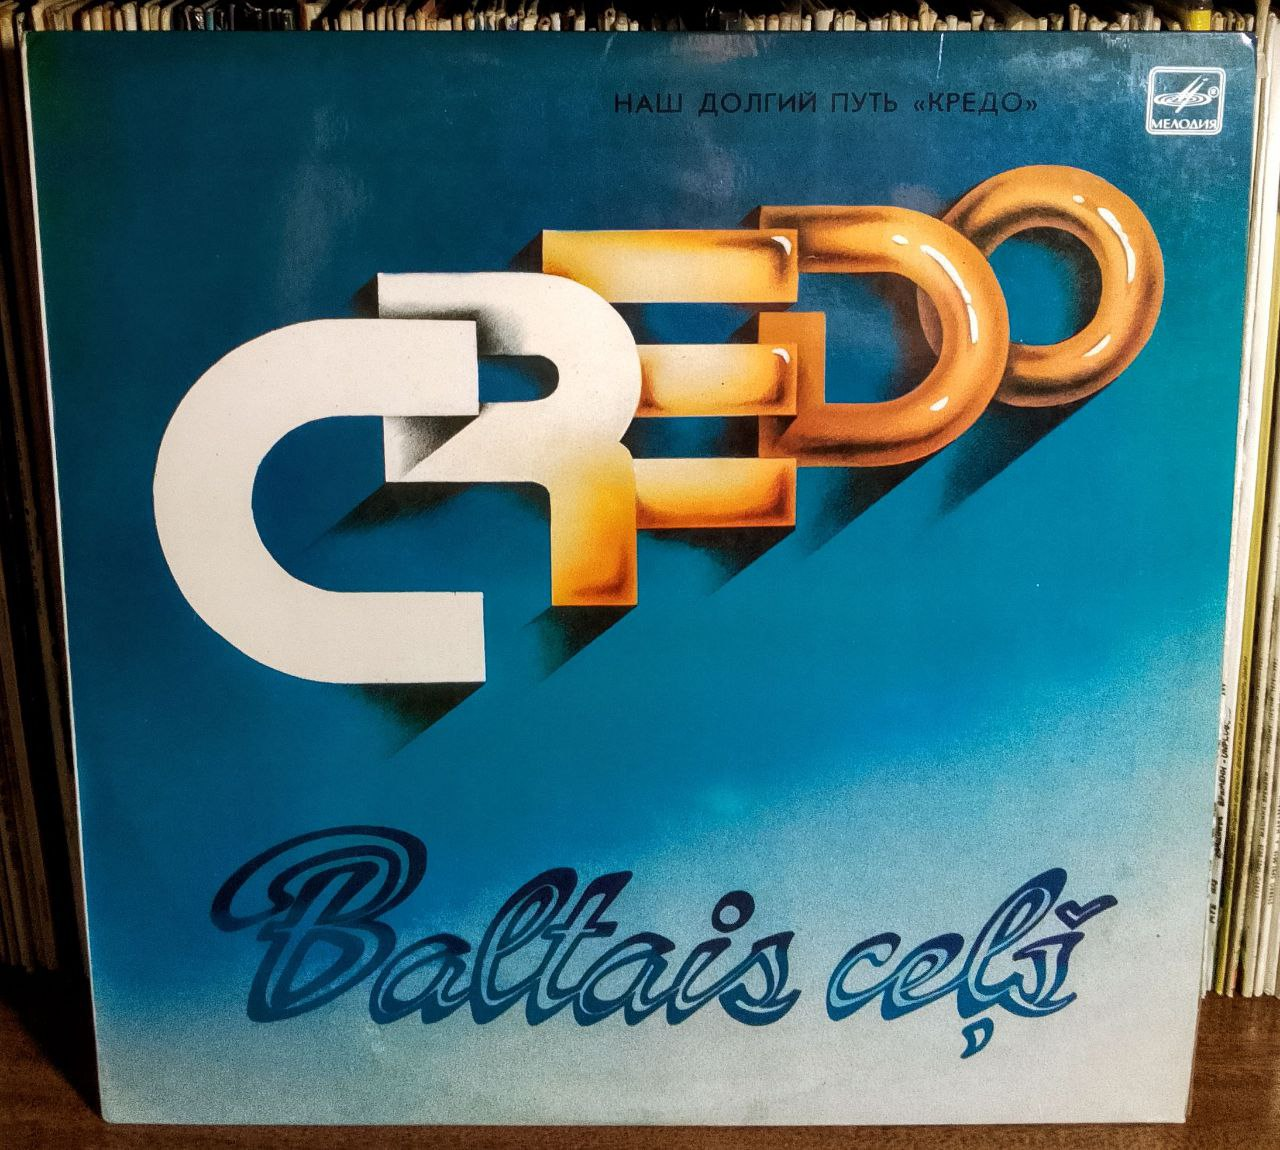 НАШ ДОЛГИЙ ПУТЬ «КРЕДО»
МЕЛОДИЯ
CREDO
Baltais ceļš